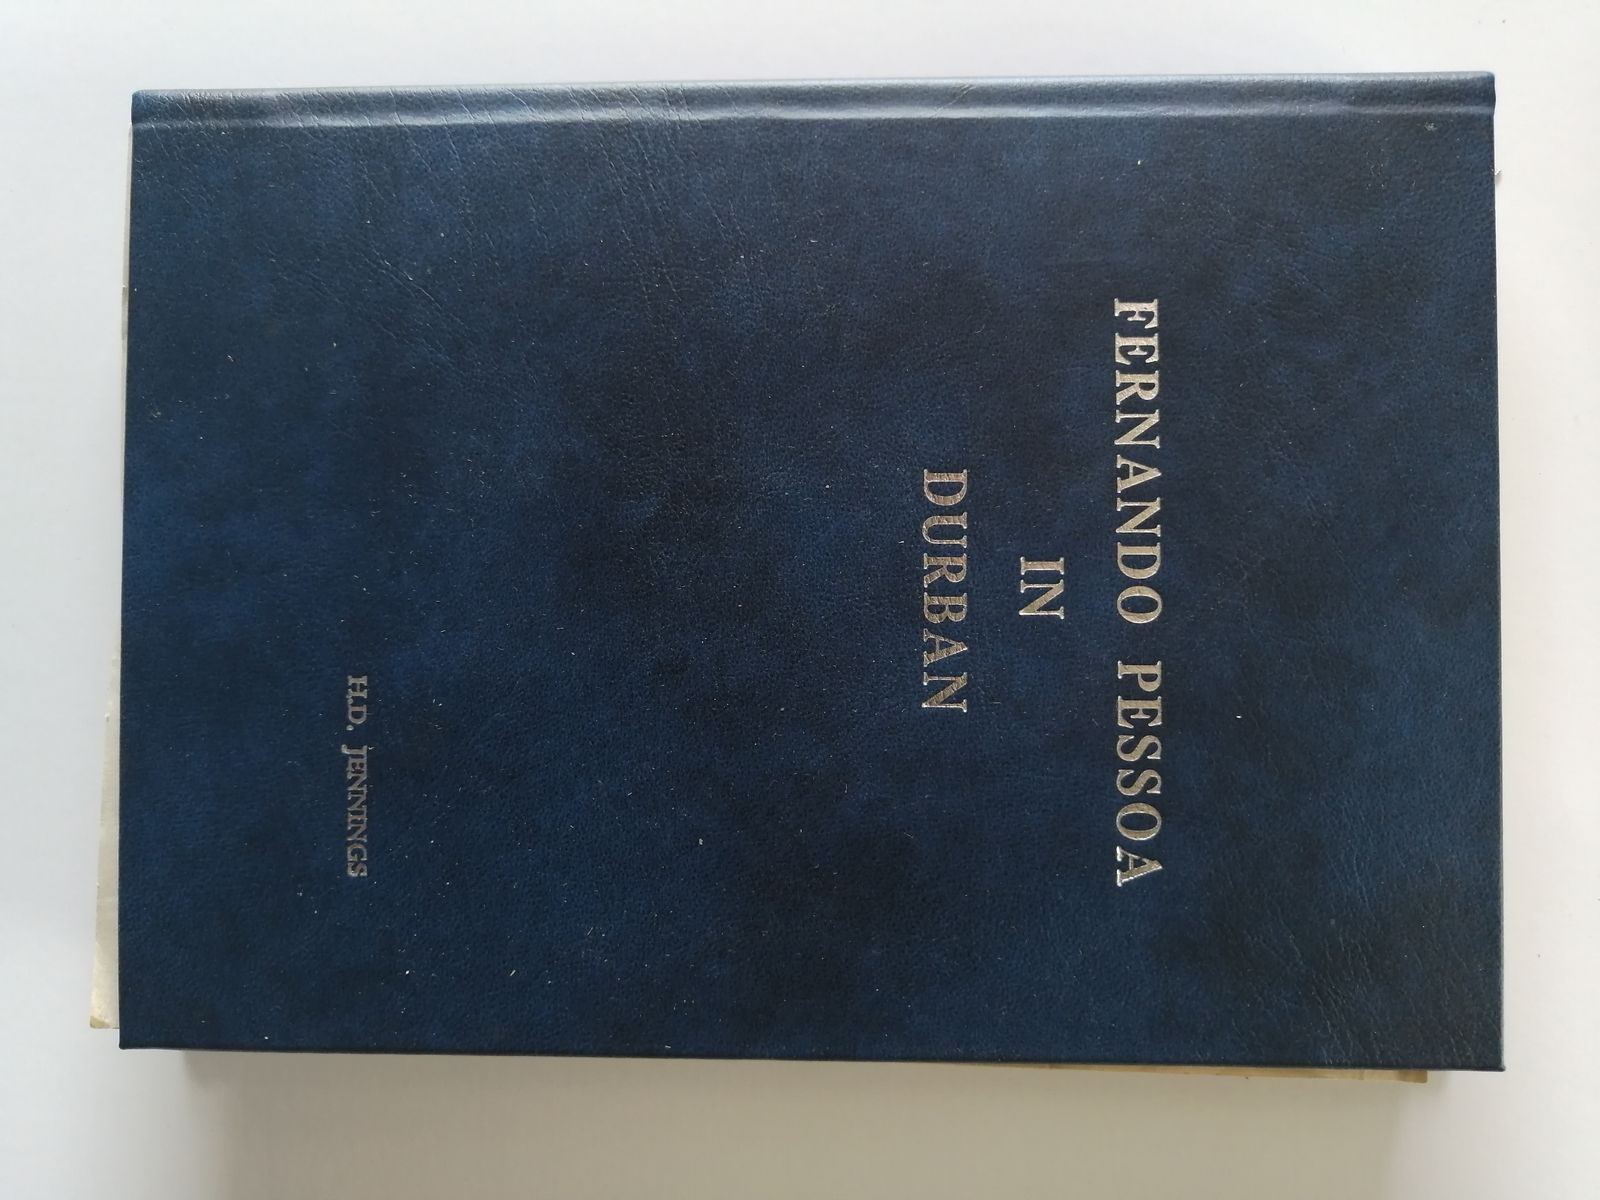 FERNANDO PESSOA
IN
DURBAN
H.D. JENNINGS